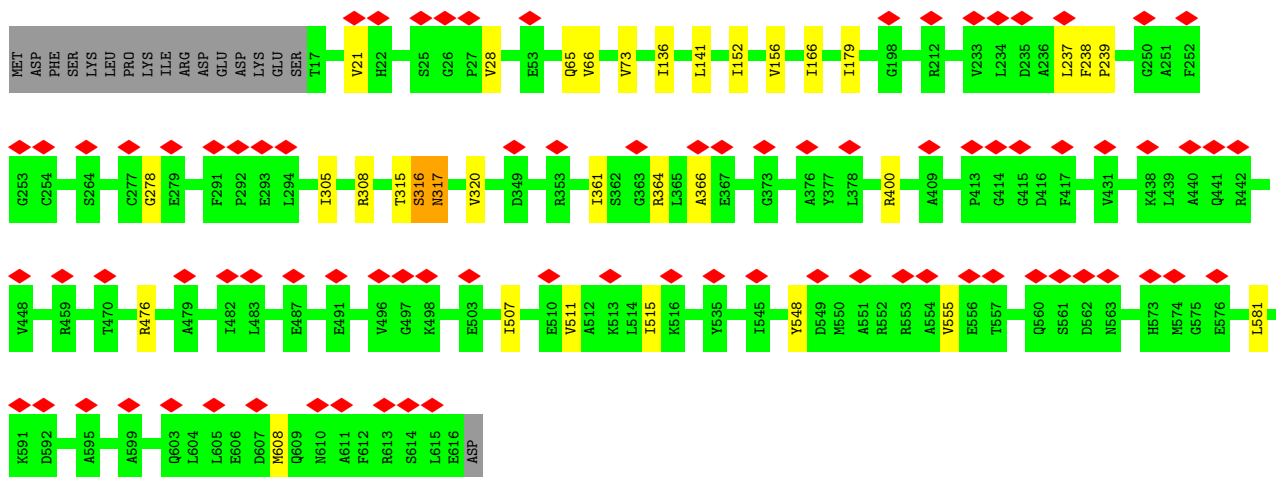 MET ASP PHE SER LYS LEU PRO LYS ILE ARG ASP GLU ASP LYS GLU SER T17 V21 H22 S25 G26 P27 V28 E53 Q65 V66 V73 I136 L141 I152 V156 I166 I179 G198 R212 V233 L234 D235 A236 L237 F238 P239 G250 A251 F252
G253 C254 S264 C277 G278 E279 F291 P292 E293 L294 I305 R308 T315 S316 N317 V320 D349 R353 I361 S362 G363 R364 L365 A366 E367 G373 A376 Y377 L378 R400 A409 P413 G414 G415 D416 F417 V431 K438 L439 A440 Q441 R442
V448 R459 T470 R476 A479 I482 L483 E487 E491 V496 G497 K498 E503 I507 E510 V511 A512 K513 L514 I515 K516 Y535 I545 Y548 D549 M550 A551 R552 R553 A554 V555 E556 T557 Q560 S561 D562 N563 H573 M574 G575 E576 L581
K591 D592 A595 A599 Q603 L604 L605 E606 D607 M608 Q609 N610 A611 F612 R613 S614 L615 E616 ASP